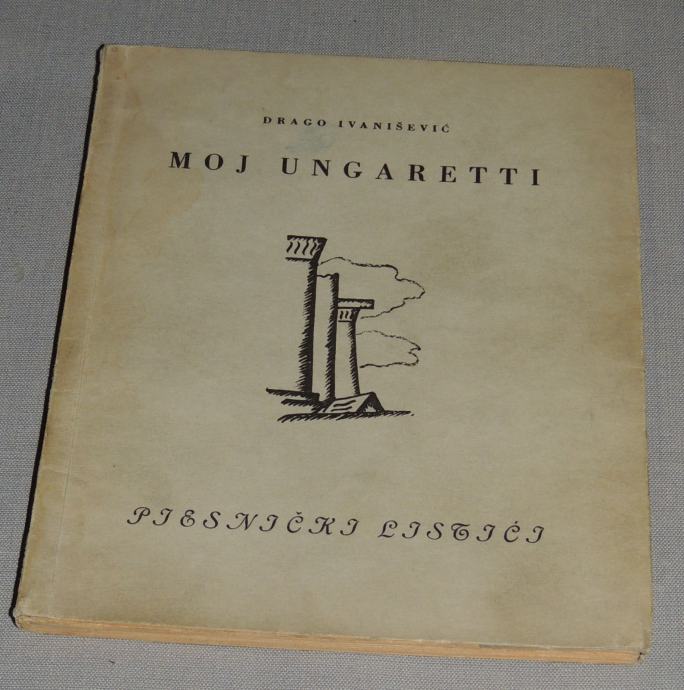 DRAGO IVANIŠEVIĆ
MOJ UNGARETTI
PJESNIČKI LISTIĆI